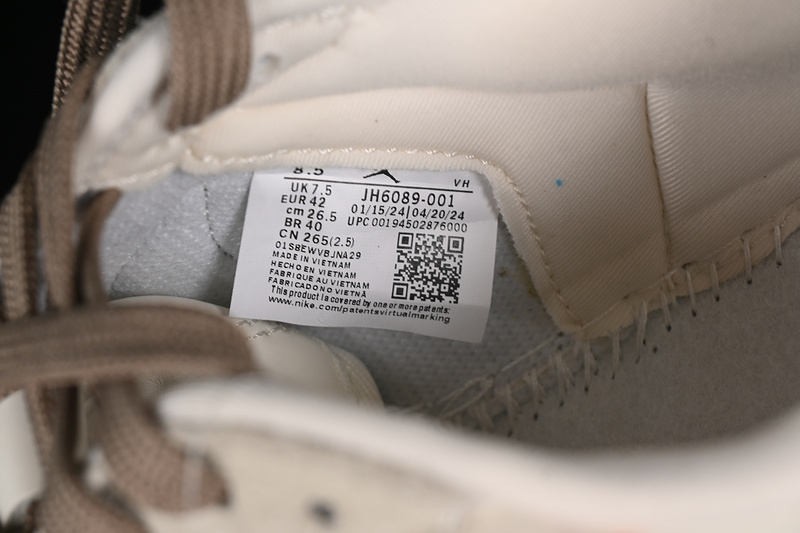 8.5
VH
UK 7.5
EUR 42
cm 26.5
BR 40
CN 265(2.5)
01S8EWVBJNA29
MADE IN VIETNAM
HECHO EN VIETNAM
FABRIQUE AU VIETNAM
FABRICADO NO VIETNÃ
This product is covered by one or more patents:
www.nike.com/patentsvirtualmarking
JH6089-001
01/15/24|04/20/24
UPC 00194502876000